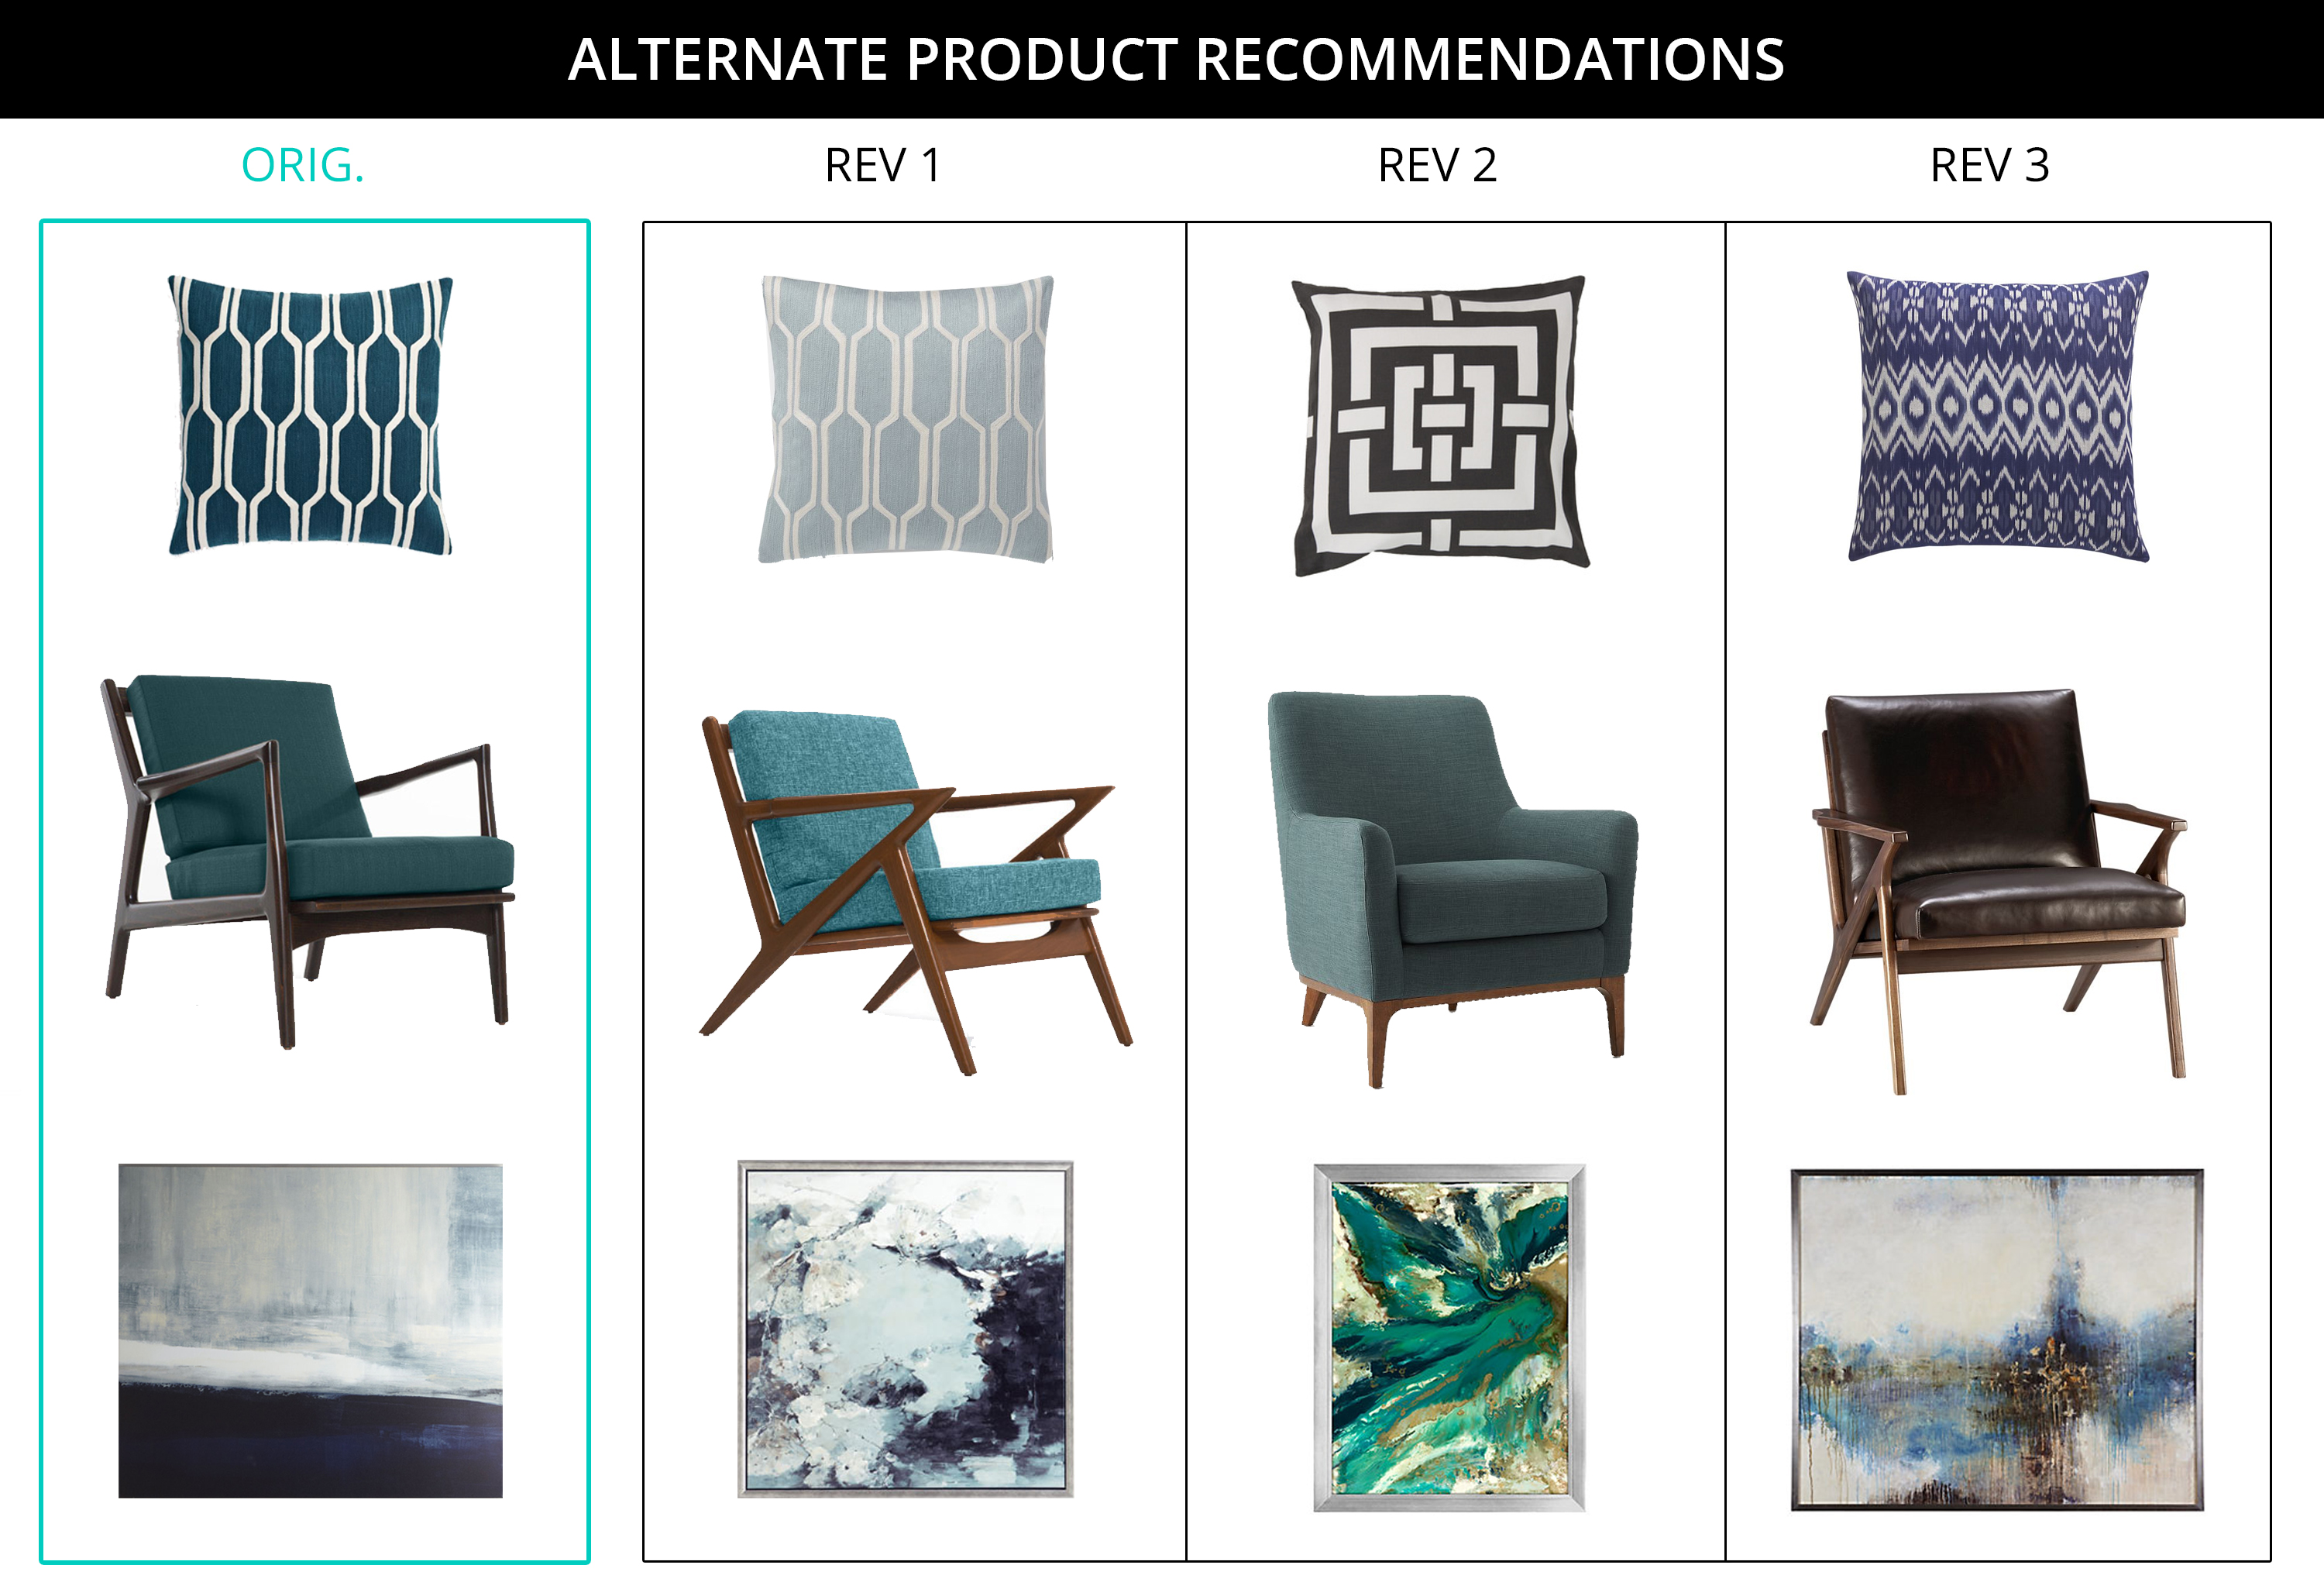 ALTERNATE PRODUCT RECOMMENDATIONS
ORIG.
REV 1
REV 2
REV 3